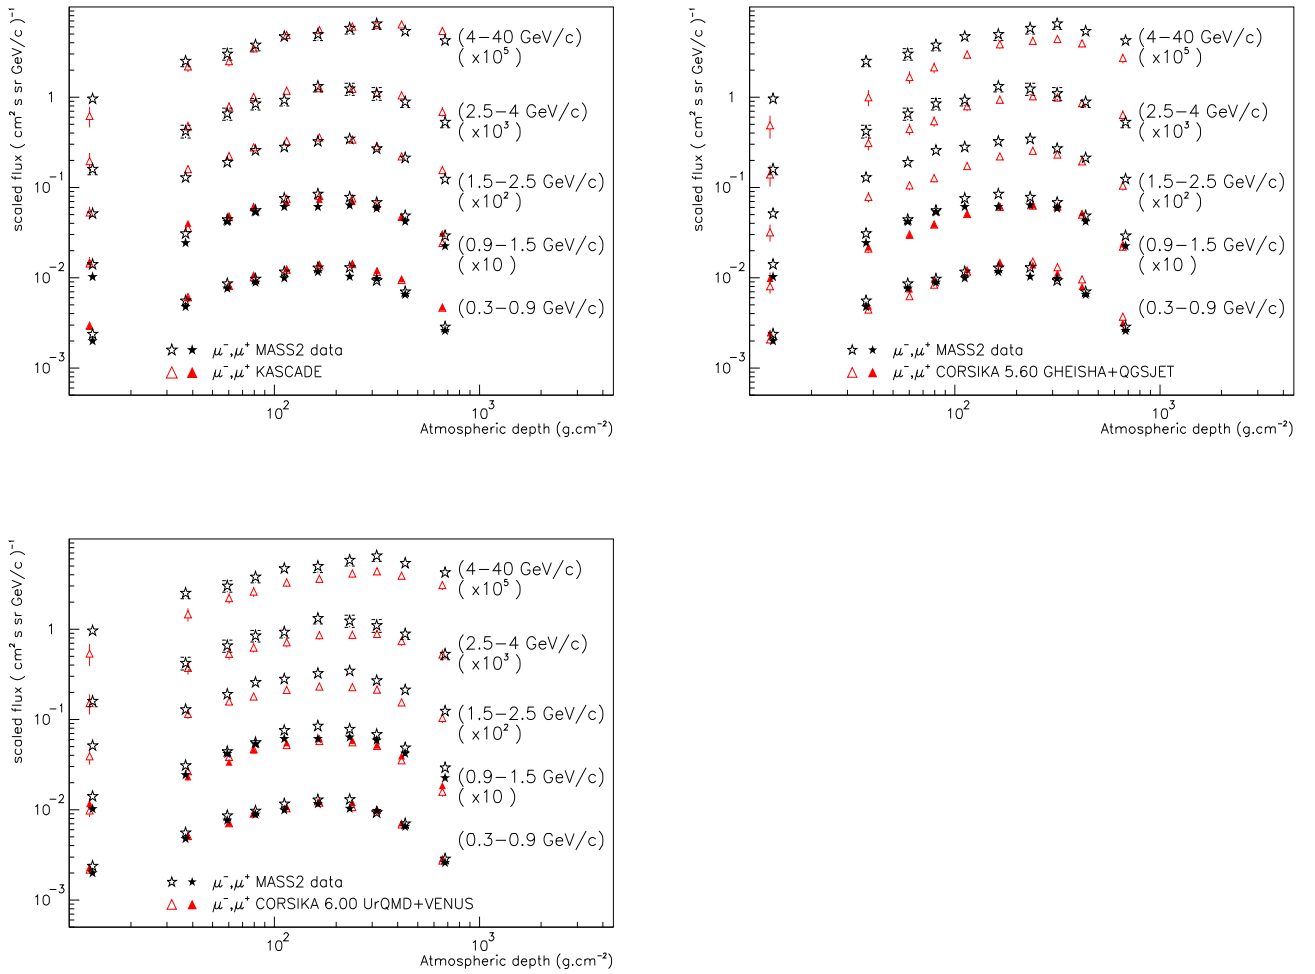 scaled flux ( cm² s sr GeV/c )⁻¹
1
10⁻¹
10⁻²
10⁻³
(4−40 GeV/c)
( x10⁵ )
(2.5−4 GeV/c)
( x10³ )
(1.5−2.5 GeV/c)
( x10² )
(0.9−1.5 GeV/c)
( x10 )
(0.3−0.9 GeV/c)
μ⁻,μ⁺ MASS2 data
μ⁻,μ⁺ KASCADE
10²
10³
Atmospheric depth (g.cm⁻²)
scaled flux ( cm² s sr GeV/c )⁻¹
1
10⁻¹
10⁻²
10⁻³
(4−40 GeV/c)
( x10⁵ )
(2.5−4 GeV/c)
( x10³ )
(1.5−2.5 GeV/c)
( x10² )
(0.9−1.5 GeV/c)
( x10 )
(0.3−0.9 GeV/c)
μ⁻,μ⁺ MASS2 data
μ⁻,μ⁺ CORSIKA 5.60 GHEISHA+QGSJET
10²
10³
Atmospheric depth (g.cm⁻²)
scaled flux ( cm² s sr GeV/c )⁻¹
1
10⁻¹
10⁻²
10⁻³
(4−40 GeV/c)
( x10⁵ )
(2.5−4 GeV/c)
( x10³ )
(1.5−2.5 GeV/c)
( x10² )
(0.9−1.5 GeV/c)
( x10 )
(0.3−0.9 GeV/c)
μ⁻,μ⁺ MASS2 data
μ⁻,μ⁺ CORSIKA 6.00 UrQMD+VENUS
10²
10³
Atmospheric depth (g.cm⁻²)